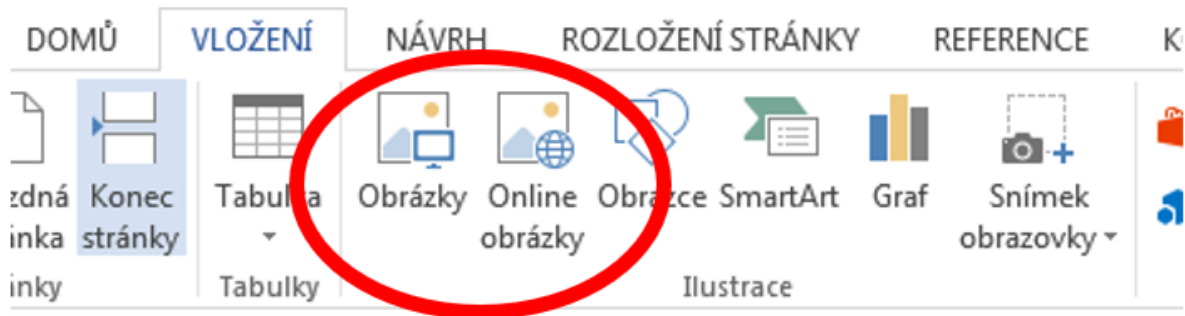 DOMŮ VLOŽENÍ NÁVRH ROZLOŽENÍ STRÁNKY REFERENCE
Konec Tabulka Obrázky Online Obrazce SmartArt Graf Snímek
stránky obrázky obrazovky
Tabulky Ilustrace